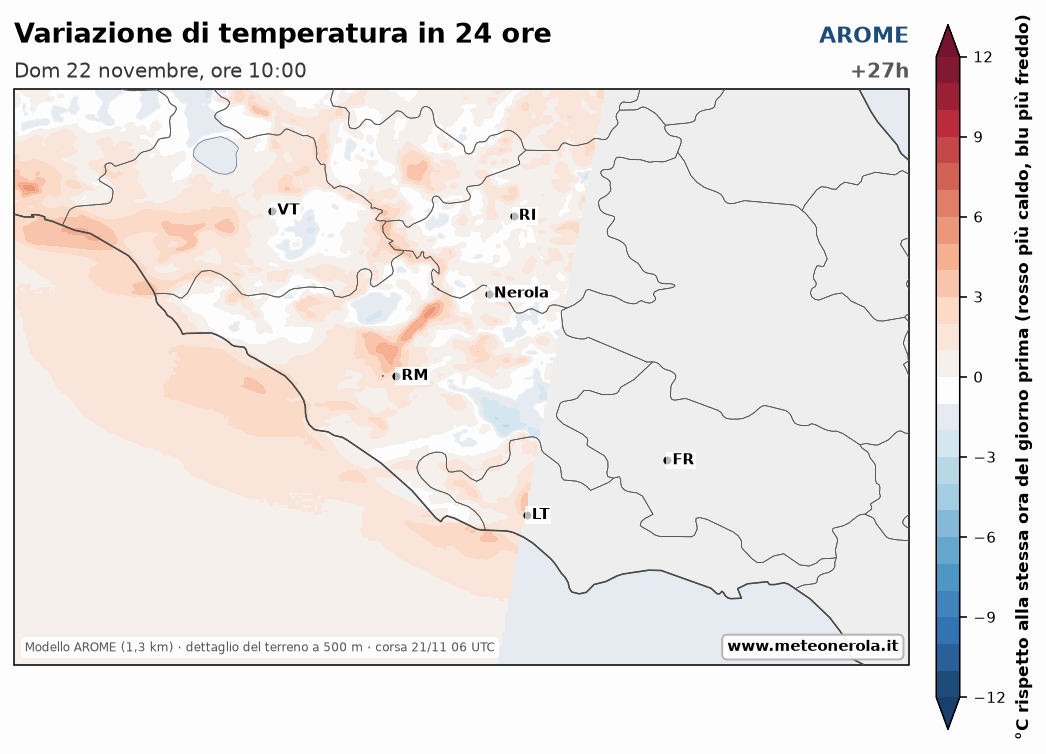 Variazione di temperatura in 24 ore
AROME
Dom 22 novembre, ore 10:00
+27h
VT
RI
Nerola
RM
FR
LT
Modello AROME (1,3 km) · dettaglio del terreno a 500 m · corsa 21/11 06 UTC
www.meteonerola.it
12
9
6
3
0
−3
−6
−9
−12
°C rispetto alla stessa ora del giorno prima (rosso più caldo, blu più freddo)